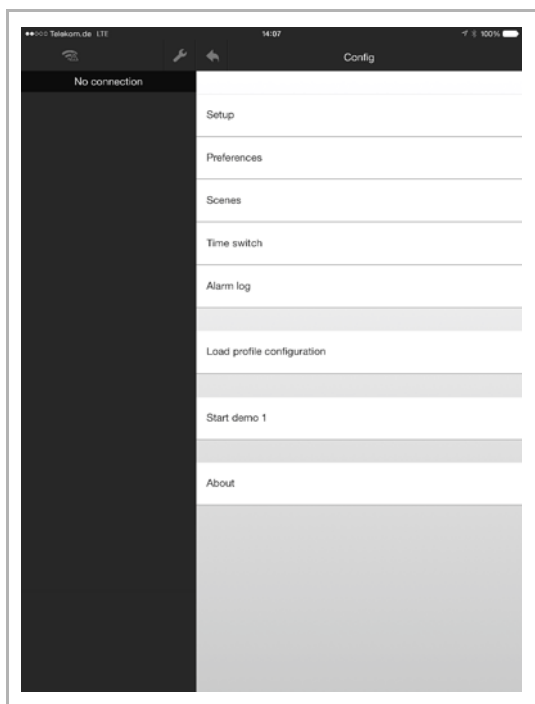 Telekom.de LTE 14:07 100%
Config
No connection
Setup
Preferences
Scenes
Time switch
Alarm log
Load profile configuration
Start demo 1
About